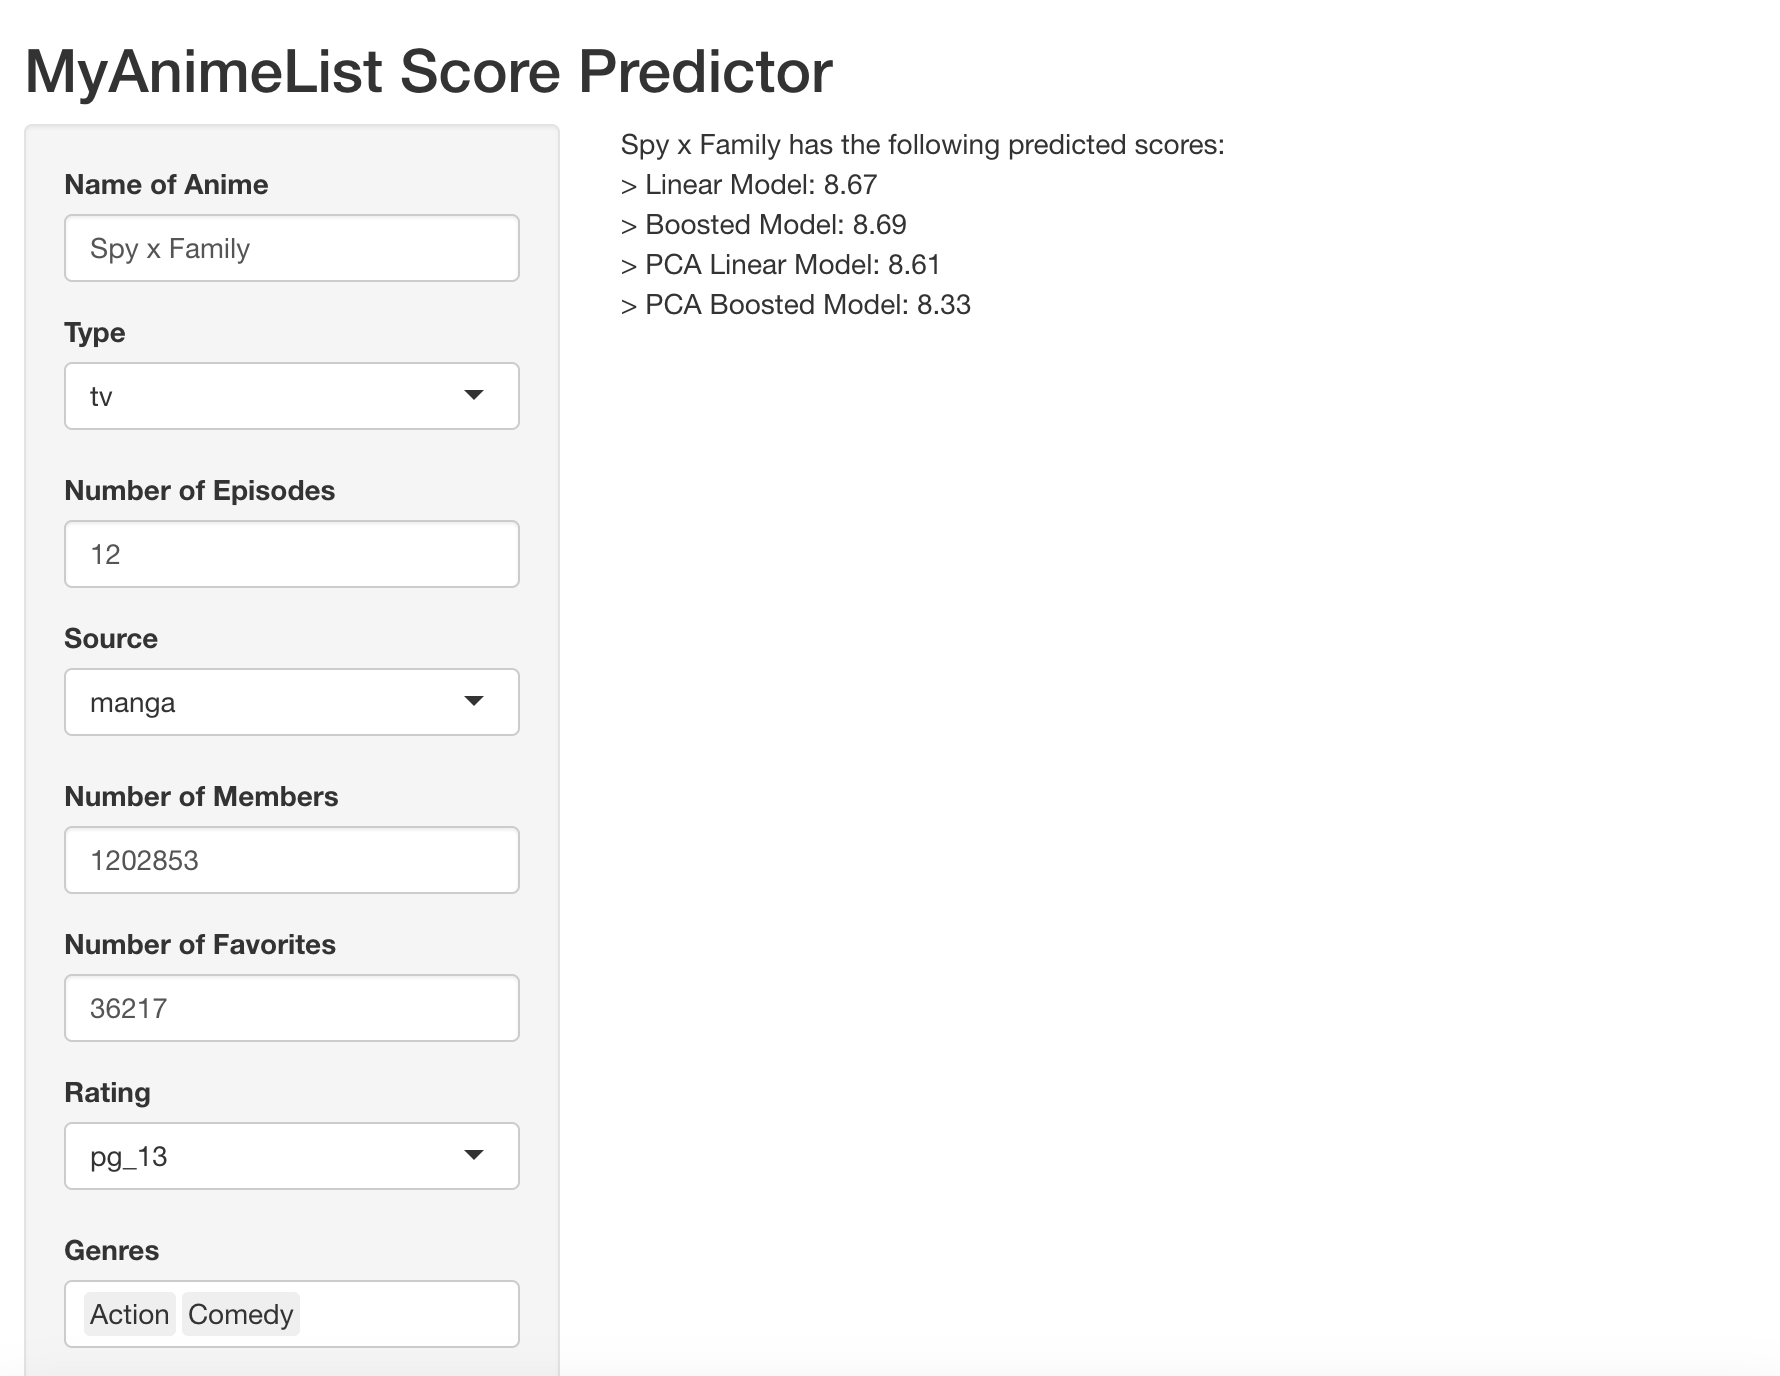 MyAnimeList Score Predictor
Name of Anime
Spy x Family
Type
tv
Number of Episodes
12
Source
manga
Number of Members
1202853
Number of Favorites
36217
Rating
pg_13
Genres
Action Comedy
Spy x Family has the following predicted scores:
> Linear Model: 8.67
> Boosted Model: 8.69
> PCA Linear Model: 8.61
> PCA Boosted Model: 8.33